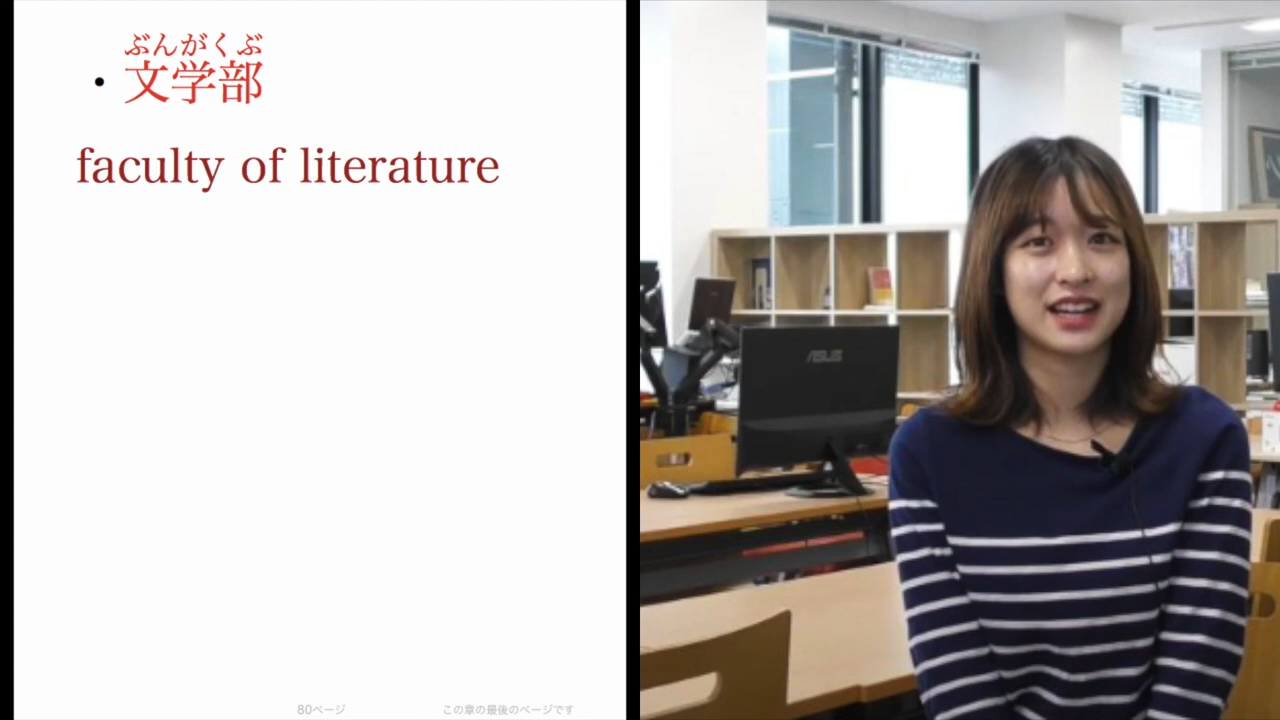 ぶんがくぶ
• 文学部
faculty of literature
80ページ
この章の最後のページです
ASUS